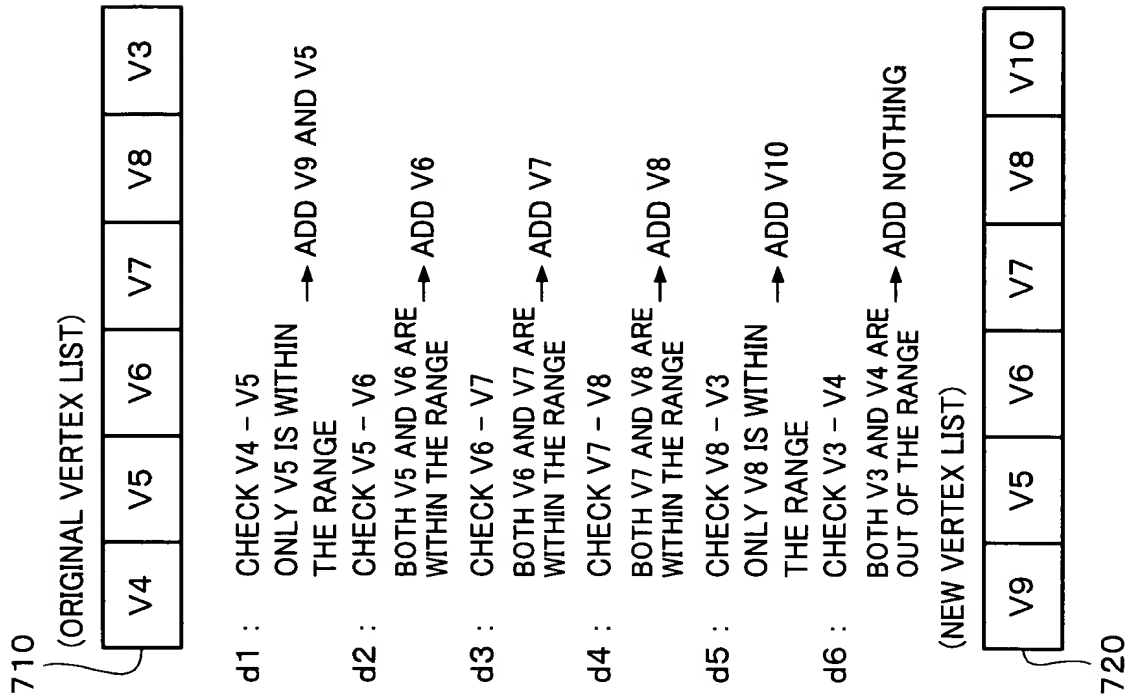 710
(ORIGINAL VERTEX LIST)
V4 V5 V6 V7 V8 V3
d1 : CHECK V4 – V5
ONLY V5 IS WITHIN
THE RANGE → ADD V9 AND V5
d2 : CHECK V5 – V6
BOTH V5 AND V6 ARE
WITHIN THE RANGE → ADD V6
d3 : CHECK V6 – V7
BOTH V6 AND V7 ARE
WITHIN THE RANGE → ADD V7
d4 : CHECK V7 – V8
BOTH V7 AND V8 ARE
WITHIN THE RANGE → ADD V8
d5 : CHECK V8 – V3
ONLY V8 IS WITHIN
THE RANGE → ADD V10
d6 : CHECK V3 – V4
BOTH V3 AND V4 ARE
OUT OF THE RANGE → ADD NOTHING
(NEW VERTEX LIST)
V9 V5 V6 V7 V8 V10
720